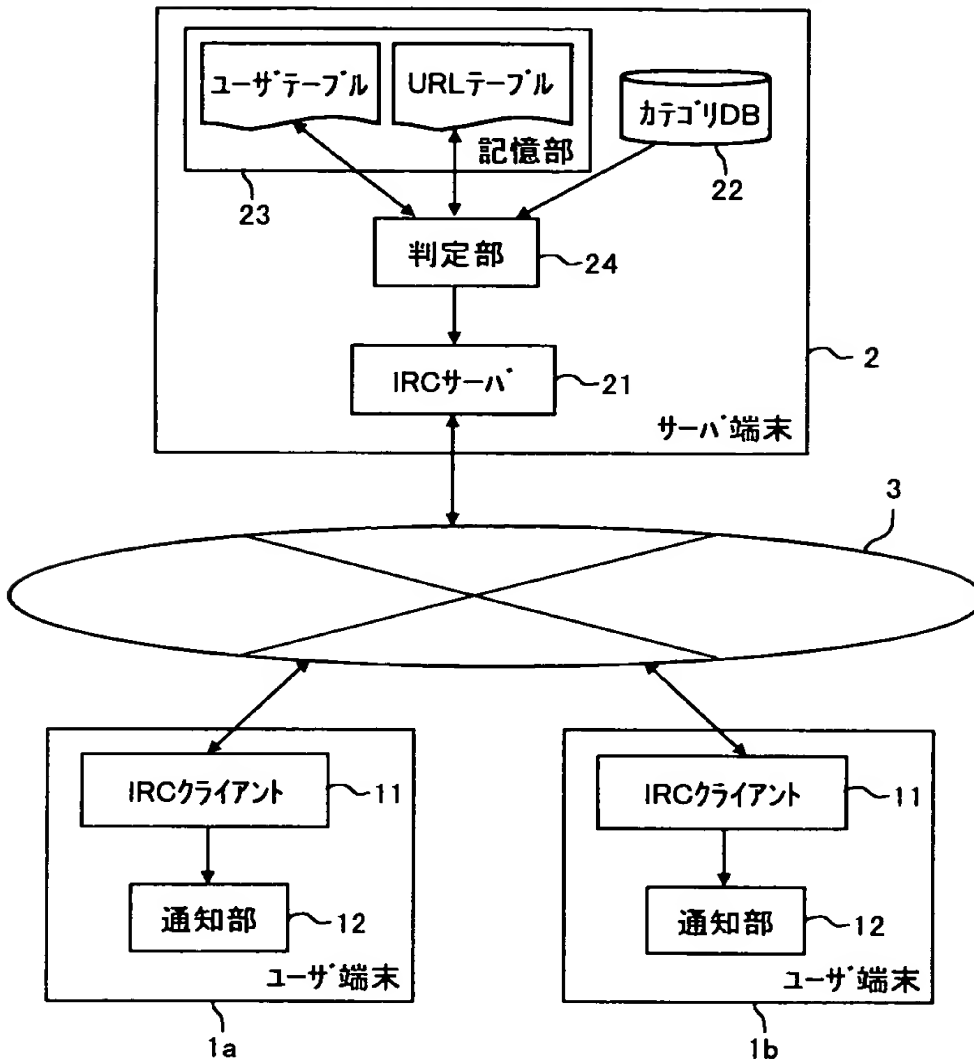 ユーザテーブル
URLテーブル
カテゴリDB
記憶部
23
22
判定部
24
IRCサーバ
21
2
サーバ端末
3
IRCクライアント
11
通知部
12
ユーザ端末
1a
IRCクライアント
11
通知部
12
ユーザ端末
1b